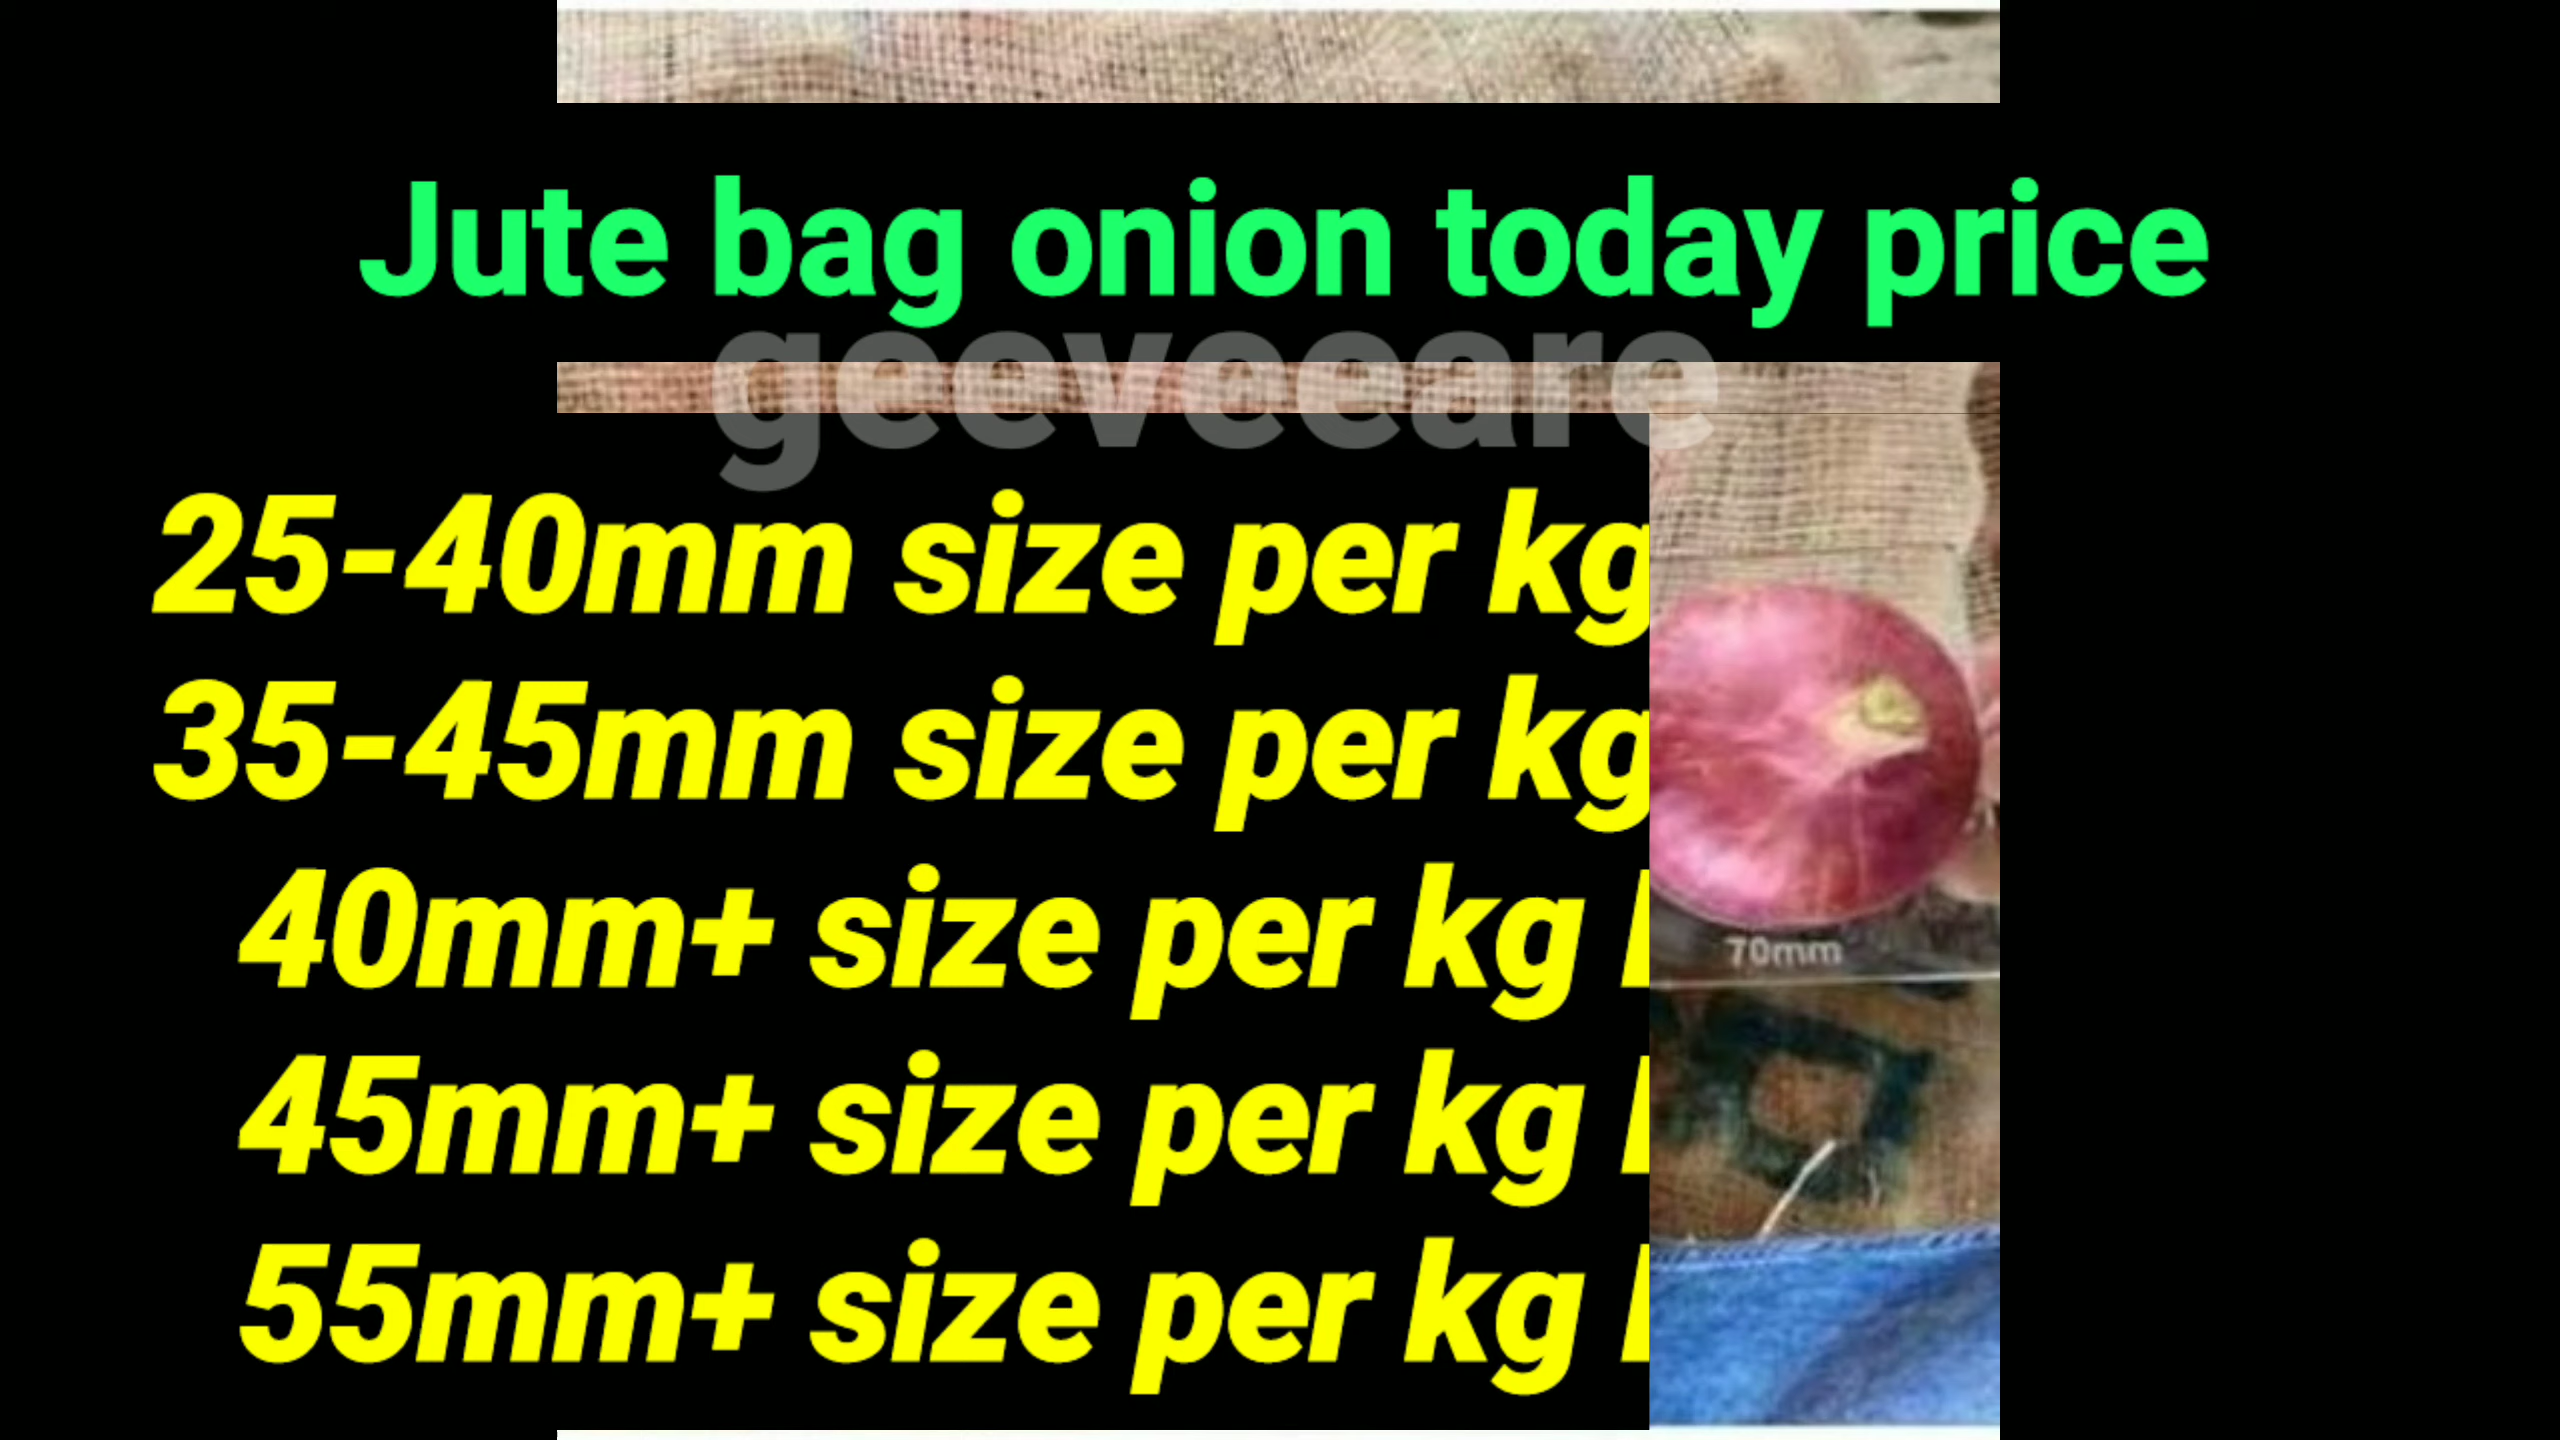 Jute bag onion today price
geeveeare
25-40mm size per kg
35-45mm size per kg
40mm+ size per kg
45mm+ size per kg
55mm+ size per kg
70mm